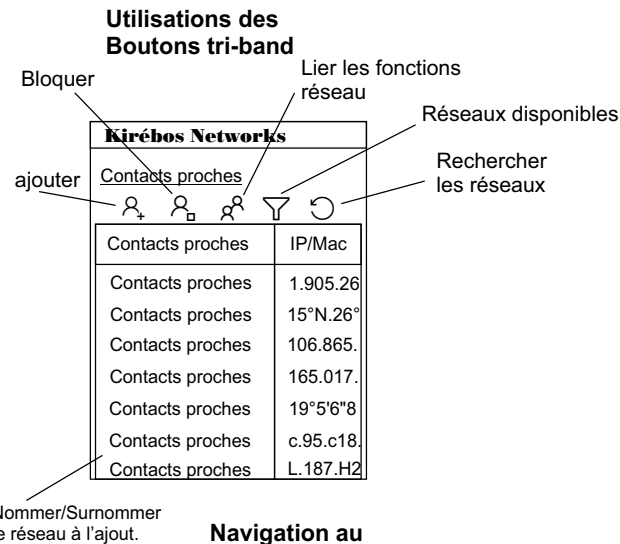 Utilisations des
Boutons tri-band
Bloquer
Lier les fonctions
réseau
Réseaux disponibles
Kirébos Networks
Rechercher
les réseaux
ajouter
Contacts proches
Contacts proches IP/Mac
Contacts proches 1.905.26
Contacts proches 15°N.26°
Contacts proches 106.865.
Contacts proches 165.017.
Contacts proches 19°5'6"8
Contacts proches c.95.c18.
Contacts proches L.187.H2
Nommer/Surnommer
e réseau à l’ajout.
Navigation au